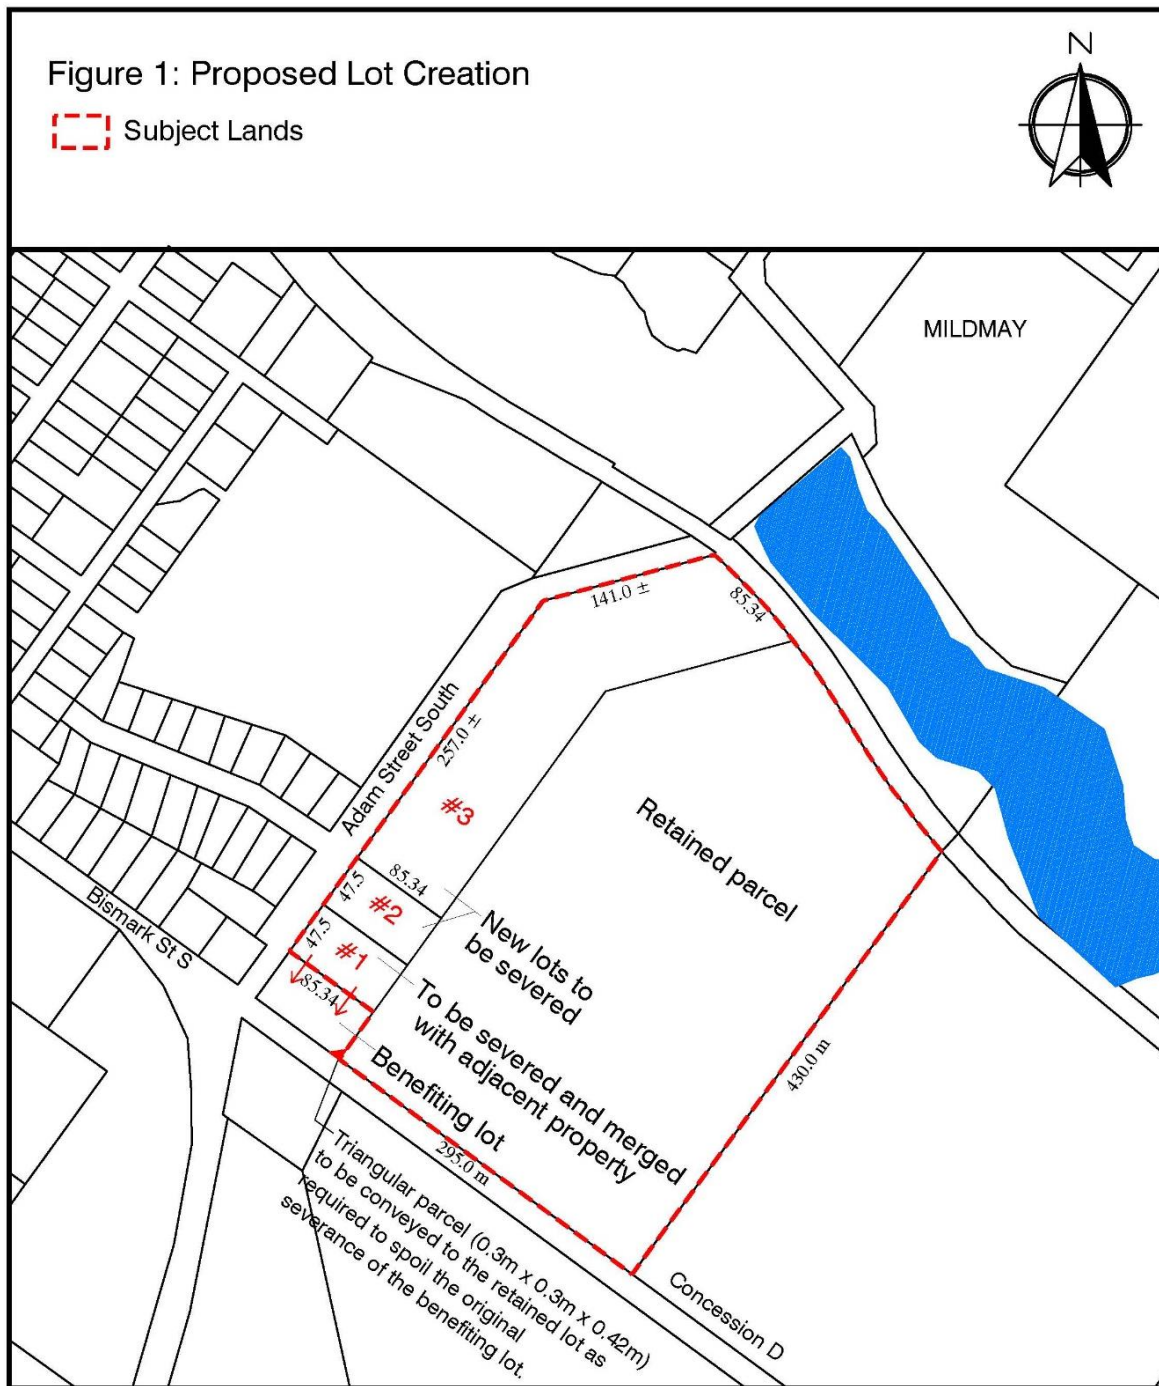 Figure 1: Proposed Lot Creation
Subject Lands
N
MILDMAY
141.0 ±
85.34
Adam Street South
257.0 ±
#3
Retained parcel
85.34
47.5
#2
New lots to
be severed
Bismark St S
47.5
#1
85.34
To be severed and merged
with adjacent property
Benefiting lot
430.0 m
295.0 m
Triangular parcel (0.3m x 0.3m x 0.42m)
to be conveyed to the retained lot as
required to spoil the original
severance of the benefiting lot.
Concession D